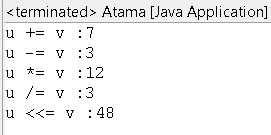 <terminated> Atama [Java Application]
u += v :7
u -= v :3
u *= v :12
u /= v :3
u <<= v :48